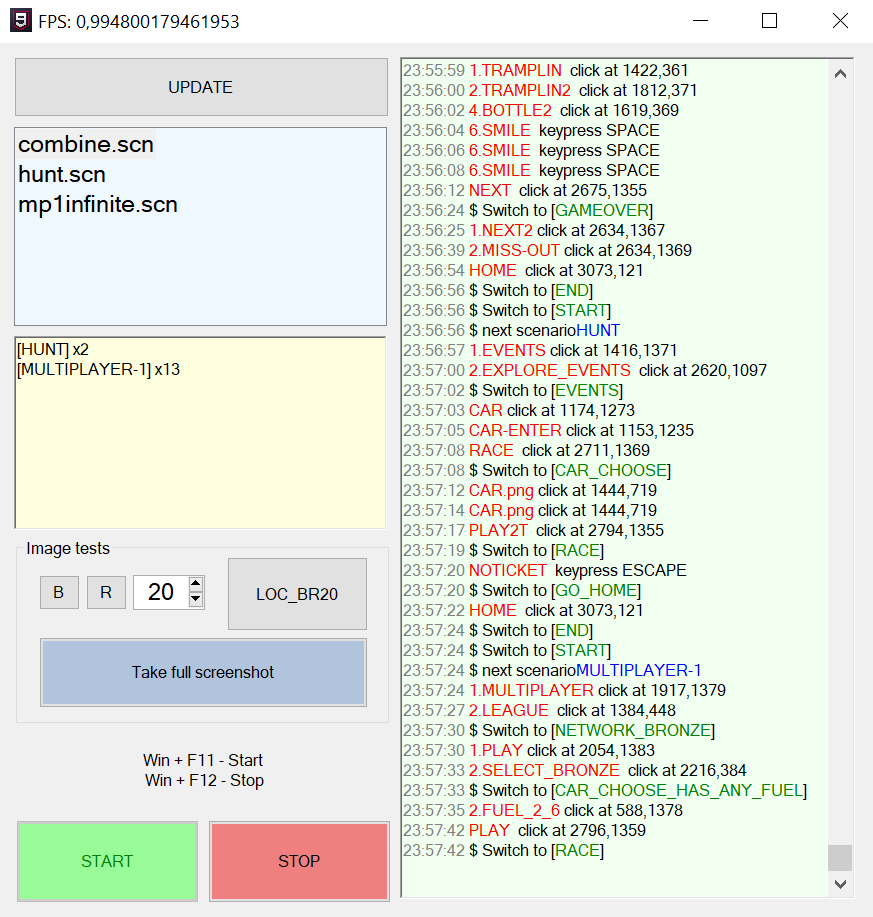 FPS: 0,994800179461953
UPDATE
combine.scn
hunt.scn
mp1infinite.scn
[HUNT] x2
[MULTIPLAYER-1] x13
Image tests
B
R
20
LOC_BR20
Take full screenshot
Win + F11 - Start
Win + F12 - Stop
START
STOP
23:55:59 1.TRAMPLIN click at 1422,361
23:56:00 2.TRAMPLIN2 click at 1812,371
23:56:02 4.BOTTLE2 click at 1619,369
23:56:04 6.SMILE keypress SPACE
23:56:06 6.SMILE keypress SPACE
23:56:08 6.SMILE keypress SPACE
23:56:12 NEXT click at 2675,1355
23:56:24 $ Switch to [GAMEOVER]
23:56:25 1.NEXT2 click at 2634,1367
23:56:39 2.MISS-OUT click at 2634,1369
23:56:54 HOME click at 3073,121
23:56:56 $ Switch to [END]
23:56:56 $ Switch to [START]
23:56:56 $ next scenarioHUNT
23:56:57 1.EVENTS click at 1416,1371
23:57:00 2.EXPLORE_EVENTS click at 2620,1097
23:57:02 $ Switch to [EVENTS]
23:57:03 CAR click at 1174,1273
23:57:05 CAR-ENTER click at 1153,1235
23:57:08 RACE click at 2711,1369
23:57:08 $ Switch to [CAR_CHOOSE]
23:57:12 CAR.png click at 1444,719
23:57:14 CAR.png click at 1444,719
23:57:17 PLAY2T click at 2794,1355
23:57:19 $ Switch to [RACE]
23:57:20 NOTICKET keypress ESCAPE
23:57:20 $ Switch to [GO_HOME]
23:57:22 HOME click at 3073,121
23:57:24 $ Switch to [END]
23:57:24 $ Switch to [START]
23:57:24 $ next scenarioMULTIPLAYER-1
23:57:24 1.MULTIPLAYER click at 1917,1379
23:57:27 2.LEAGUE click at 1384,448
23:57:30 $ Switch to [NETWORK_BRONZE]
23:57:30 1.PLAY click at 2054,1383
23:57:33 2.SELECT_BRONZE click at 2216,384
23:57:33 $ Switch to [CAR_CHOOSE_HAS_ANY_FUEL]
23:57:35 2.FUEL_2_6 click at 588,1378
23:57:42 PLAY click at 2796,1359
23:57:42 $ Switch to [RACE]